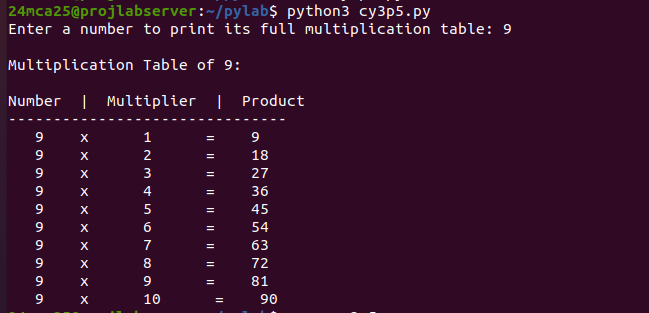 24mca25@projlabserver:~/pylab$ python3 cy3p5.py
Enter a number to print its full multiplication table: 9

Multiplication Table of 9:

Number  |  Multiplier  |  Product
-------------------------------
   9    x      1      =    9
   9    x      2      =    18
   9    x      3      =    27
   9    x      4      =    36
   9    x      5      =    45
   9    x      6      =    54
   9    x      7      =    63
   9    x      8      =    72
   9    x      9      =    81
   9    x      10      =    90